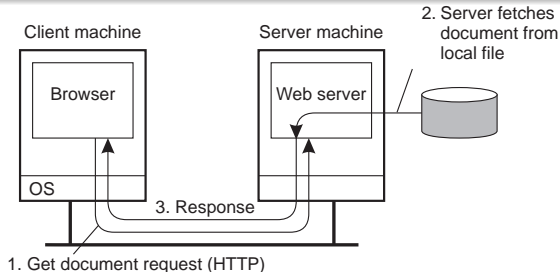 2. Server fetches
document from
local file
Client machine
Server machine
Browser
Web server
OS
3. Response
1. Get document request (HTTP)